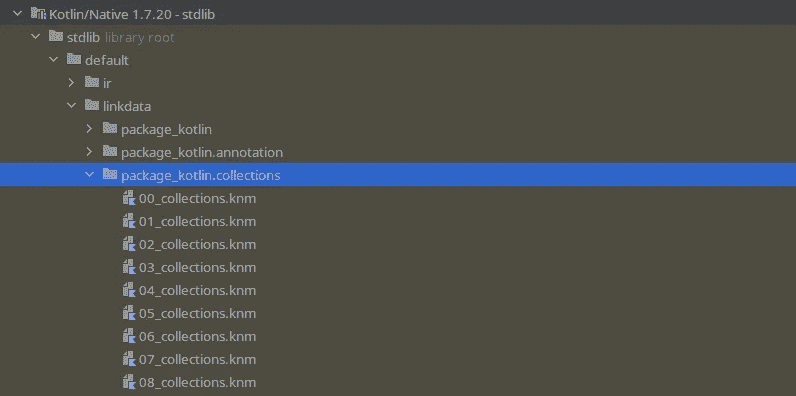 Kotlin/Native 1.7.20 - stdlib
stdlib library root
default
ir
linkdata
package_kotlin
package_kotlin.annotation
package_kotlin.collections
00_collections.knm
01_collections.knm
02_collections.knm
03_collections.knm
04_collections.knm
05_collections.knm
06_collections.knm
07_collections.knm
08_collections.knm